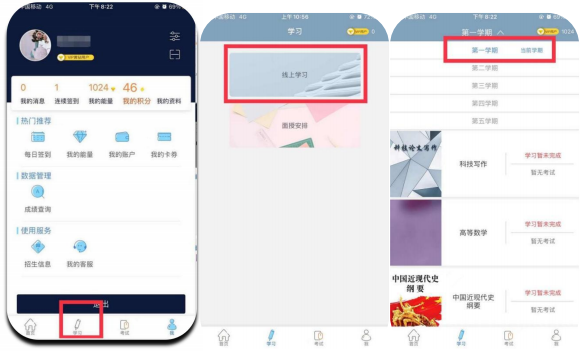 中国移动 4G
下午8:22
69%
0
1
1024
46
我的消息
连续签到
我的能量
我的积分
我的资料
热门推荐
每日签到
我的能量
我的账户
我的卡券
数据管理
成绩查询
使用服务
招生信息
我的客服
退出
首页
学习
考试
我
中国移动 4G
上午10:56
学习
0
线上学习
面授安排
首页
学习
考试
我
中国移动 4G
下午8:22
第一学期
1024
第一学期
当前学期
第二学期
第三学期
第四学期
第五学期
科技论文写作
科技写作
学习暂未完成
暂无考试
高等数学
学习暂未完成
暂无考试
中国近现代史
纲 要
中国近现代史
纲要
学习暂未完成
暂无考试
首页
学习
考试
我